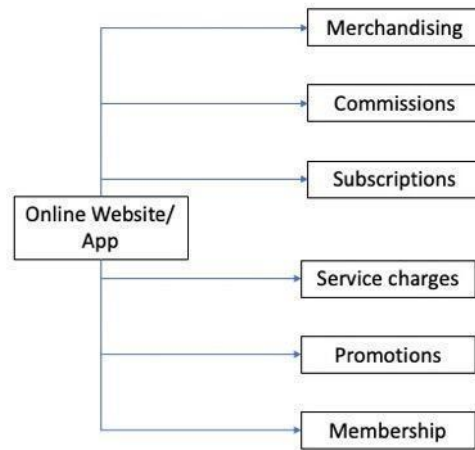 Merchandising
Commissions
Subscriptions
Online Website/
App
Service charges
Promotions
Membership